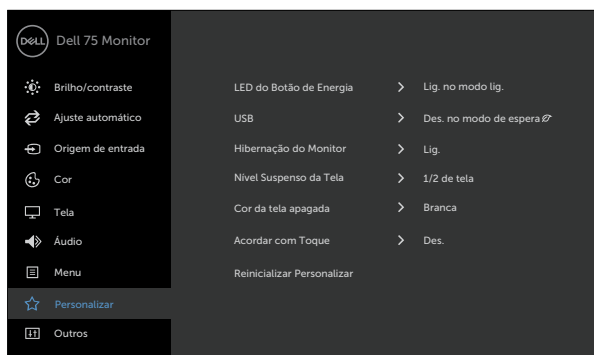 DELL Dell 75 Monitor
Brilho/contraste
Ajuste automático
Origem de entrada
Cor
Tela
Áudio
Menu
Personalizar
Outros
LED do Botão de Energia > Lig. no modo lig.
USB > Des. no modo de espera
Hibernação do Monitor > Lig.
Nível Suspenso da Tela > 1/2 de tela
Cor da tela apagada > Branca
Acordar com Toque > Des.
Reinicializar Personalizar